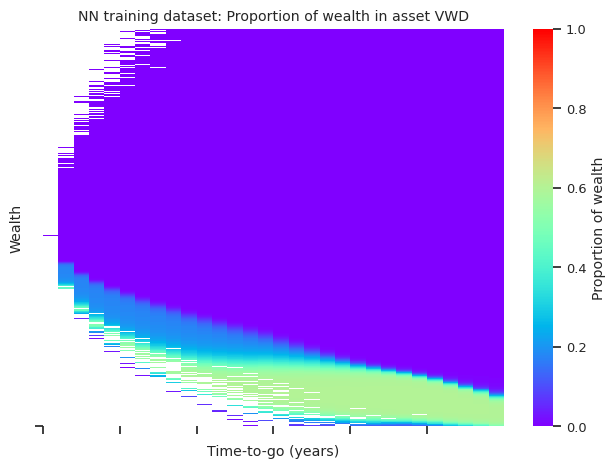 NN training dataset: Proportion of wealth in asset VWD
Wealth
Time-to-go (years)
1.0
0.8
0.6
0.4
0.2
0.0
Proportion of wealth